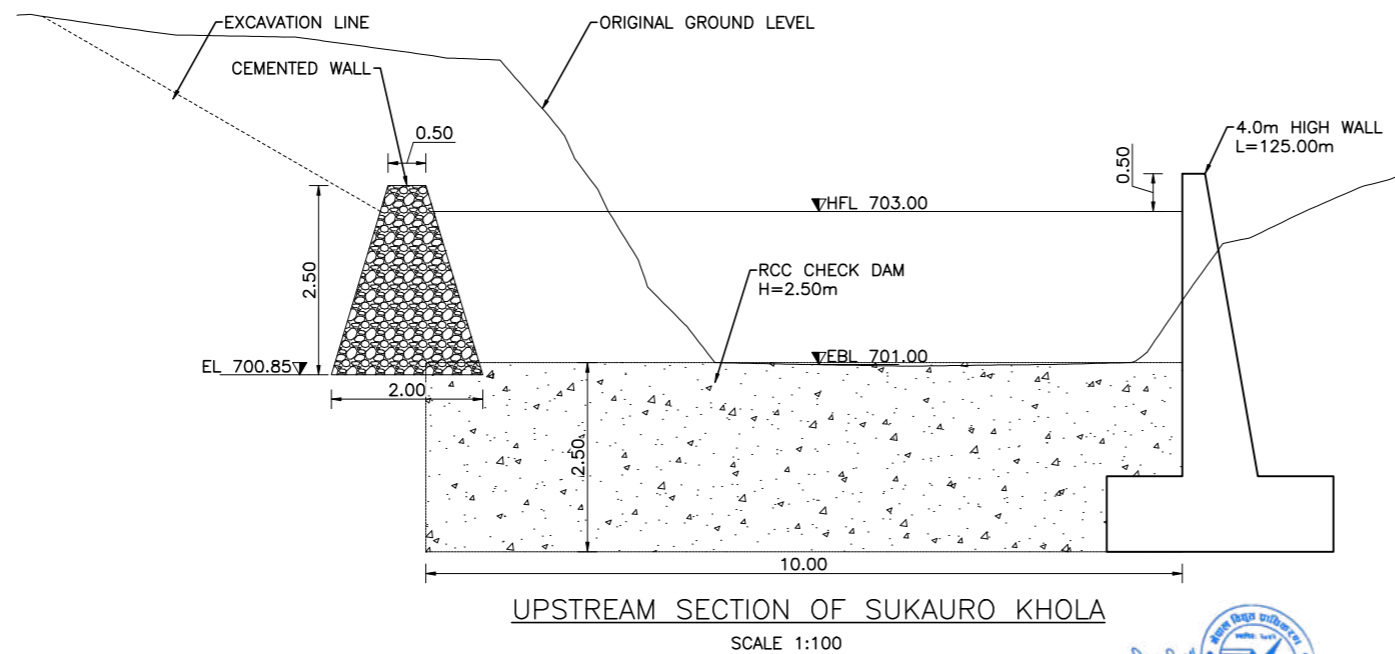 EXCAVATION LINE
ORIGINAL GROUND LEVEL
CEMENTED WALL
0.50
4.0m HIGH WALL
L=125.00m
0.50
HFL 703.00
RCC CHECK DAM
H=2.50m
2.50
EL 700.85
EBL 701.00
2.00
2.50
10.00
UPSTREAM SECTION OF SUKAURO KHOLA
SCALE 1:100
नेपाल विद्युत प्राधिकरण